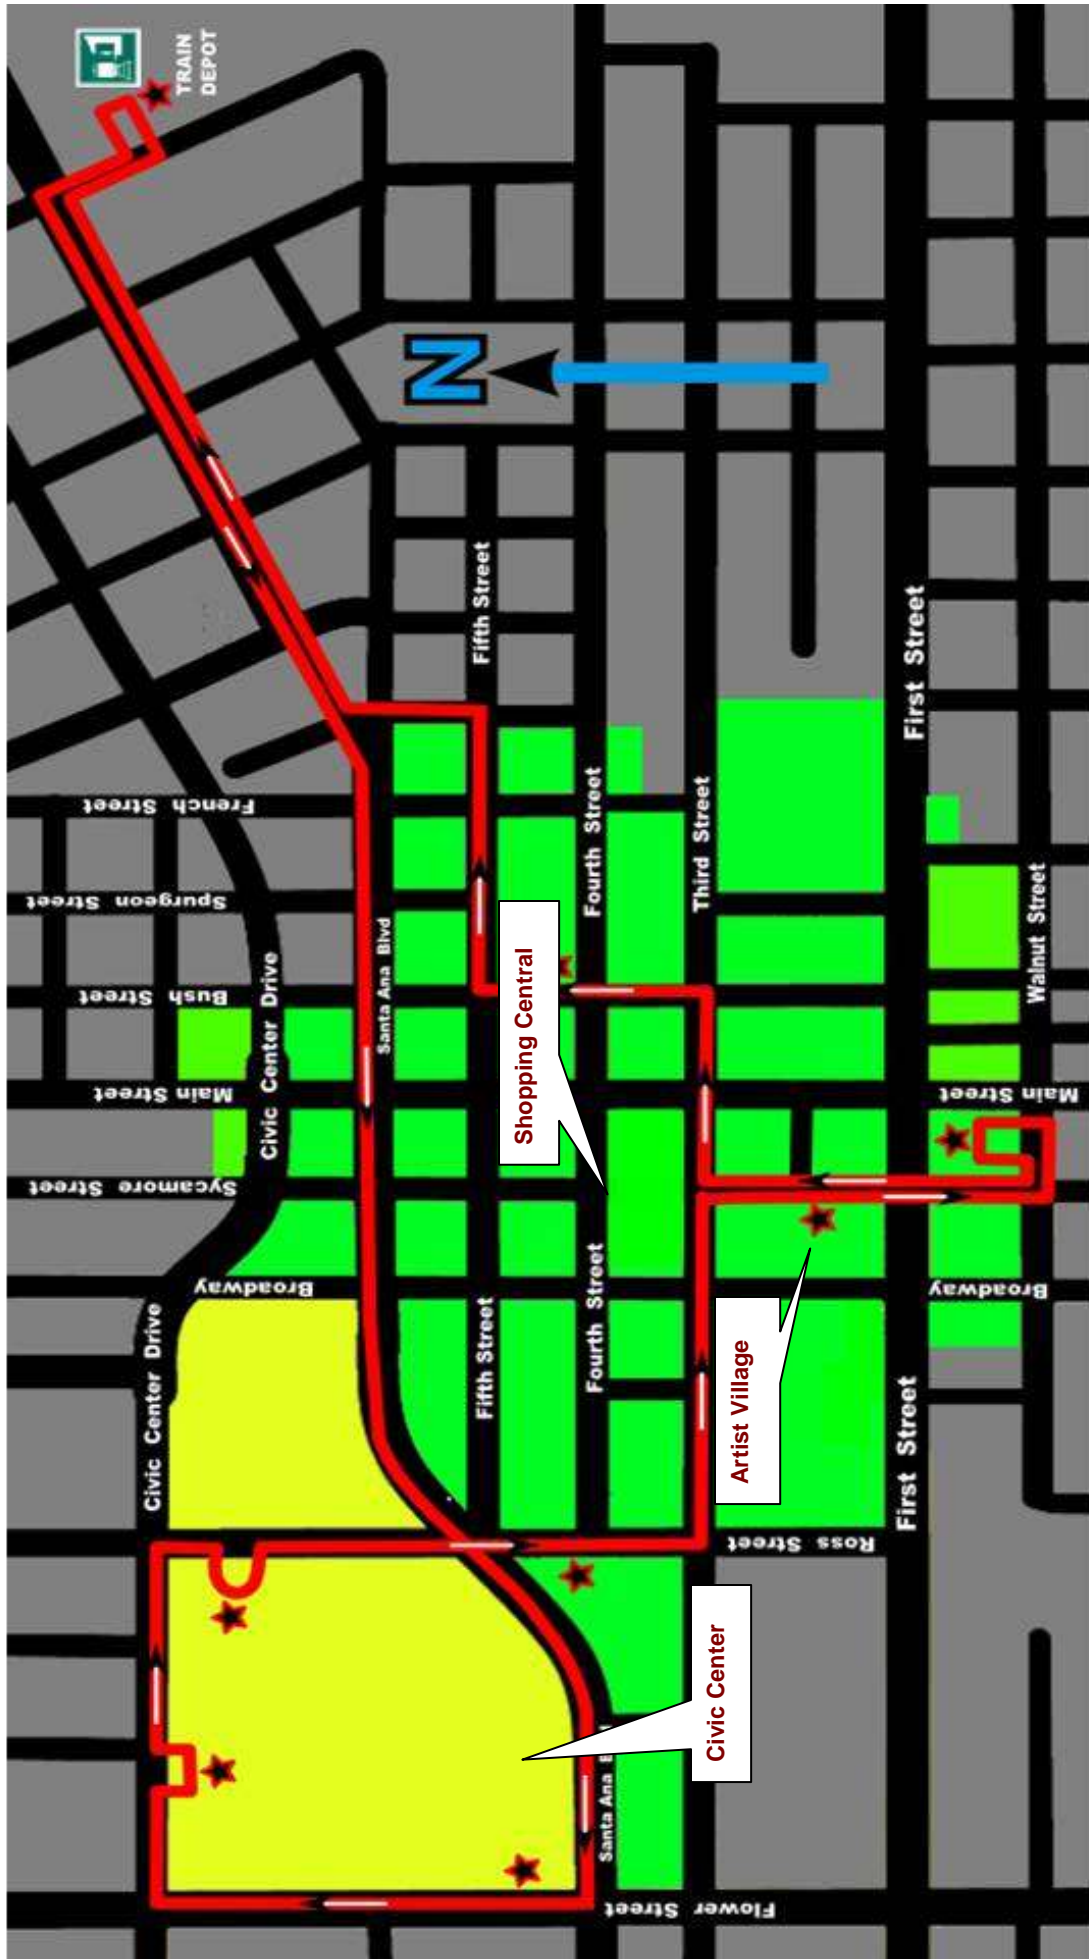 TRAIN
DEPOT
N
French Street
Spurgeon Street
Bush Street
Main Street
Sycamore Street
Broadway
Civic Center Drive
Civic Center Drive
Santa Ana Blvd
Fifth Street
Fifth Street
Fourth Street
Fourth Street
Third Street
First Street
First Street
Walnut Street
Main Street
Broadway
Ross Street
Flower Street
Santa Ana B
Shopping Central
Artist Village
Civic Center